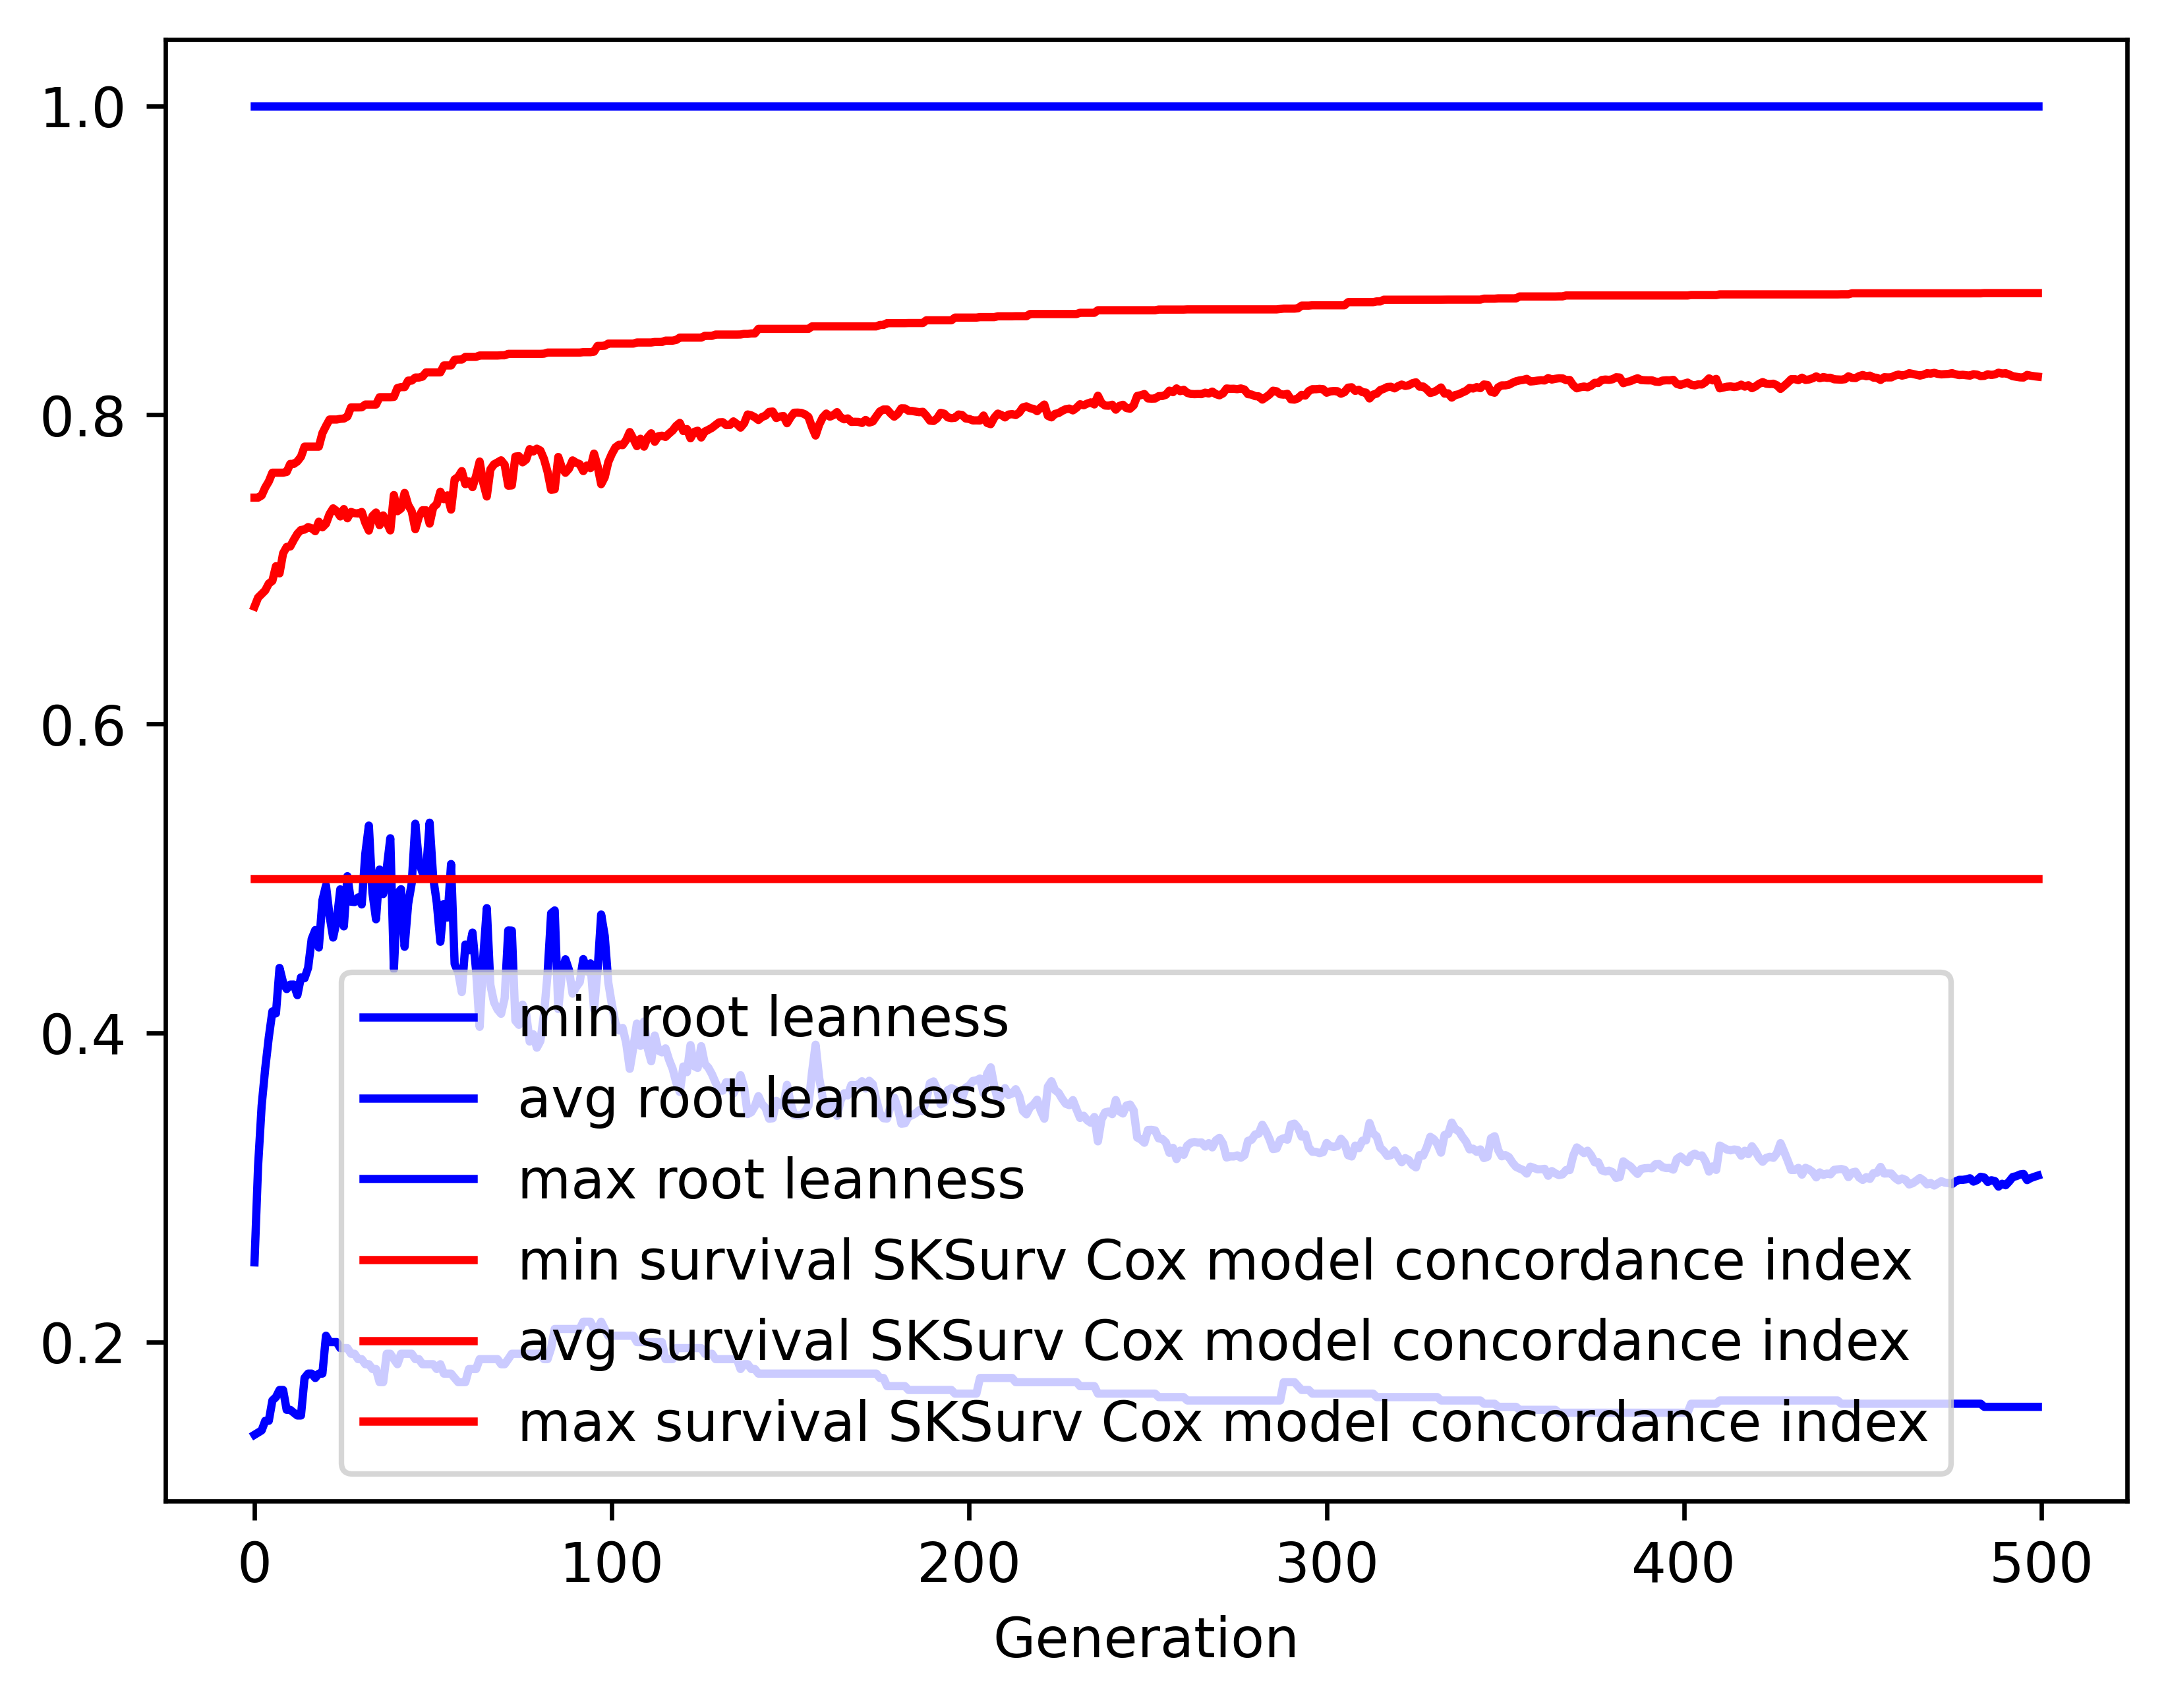 1.0
0.8
0.6
0.4
0.2
min root leanness
avg root leanness
max root leanness
min survival SKSurv Cox model concordance index
avg survival SKSurv Cox model concordance index
max survival SKSurv Cox model concordance index
0 100 200 300 400 500
Generation